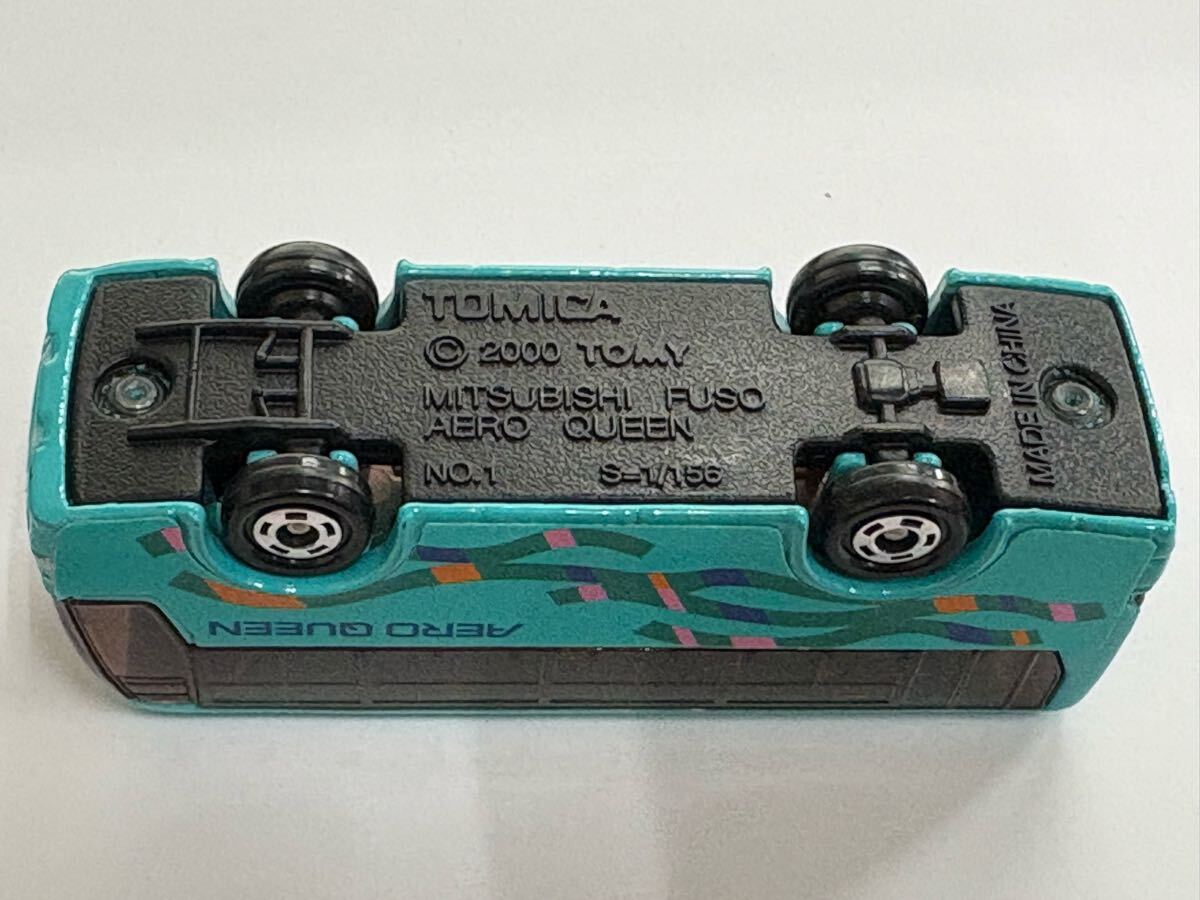 TOMICA
© 2000 TOMY
MITSUBISHI FUSO
AERO QUEEN
NO.1 S=1/156
MADE IN CHINA
AERO QUEEN